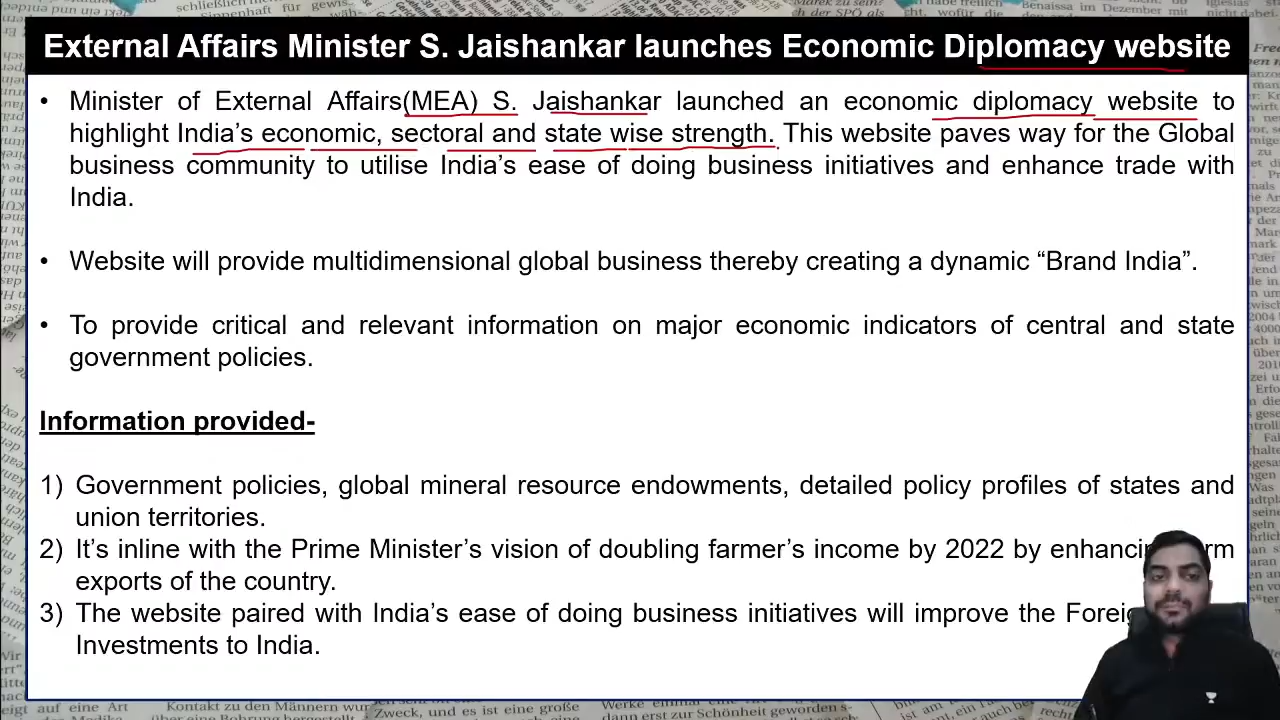 External Affairs Minister S. Jaishankar launches Economic Diplomacy website
• Minister of External Affairs(MEA) S. Jaishankar launched an economic diplomacy website to
highlight India's economic, sectoral and state wise strength. This website paves way for the Global
business community to utilise India's ease of doing business initiatives and enhance trade with
India.
• Website will provide multidimensional global business thereby creating a dynamic “Brand India”.
• To provide critical and relevant information on major economic indicators of central and state
government policies.
Information provided-
1) Government policies, global mineral resource endowments, detailed policy profiles of states and
union territories.
2) It's inline with the Prime Minister's vision of doubling farmer's income by 2022 by
exports of the country.
3) The website paired with India's ease of doing business initiatives will improve the
Investments to India.